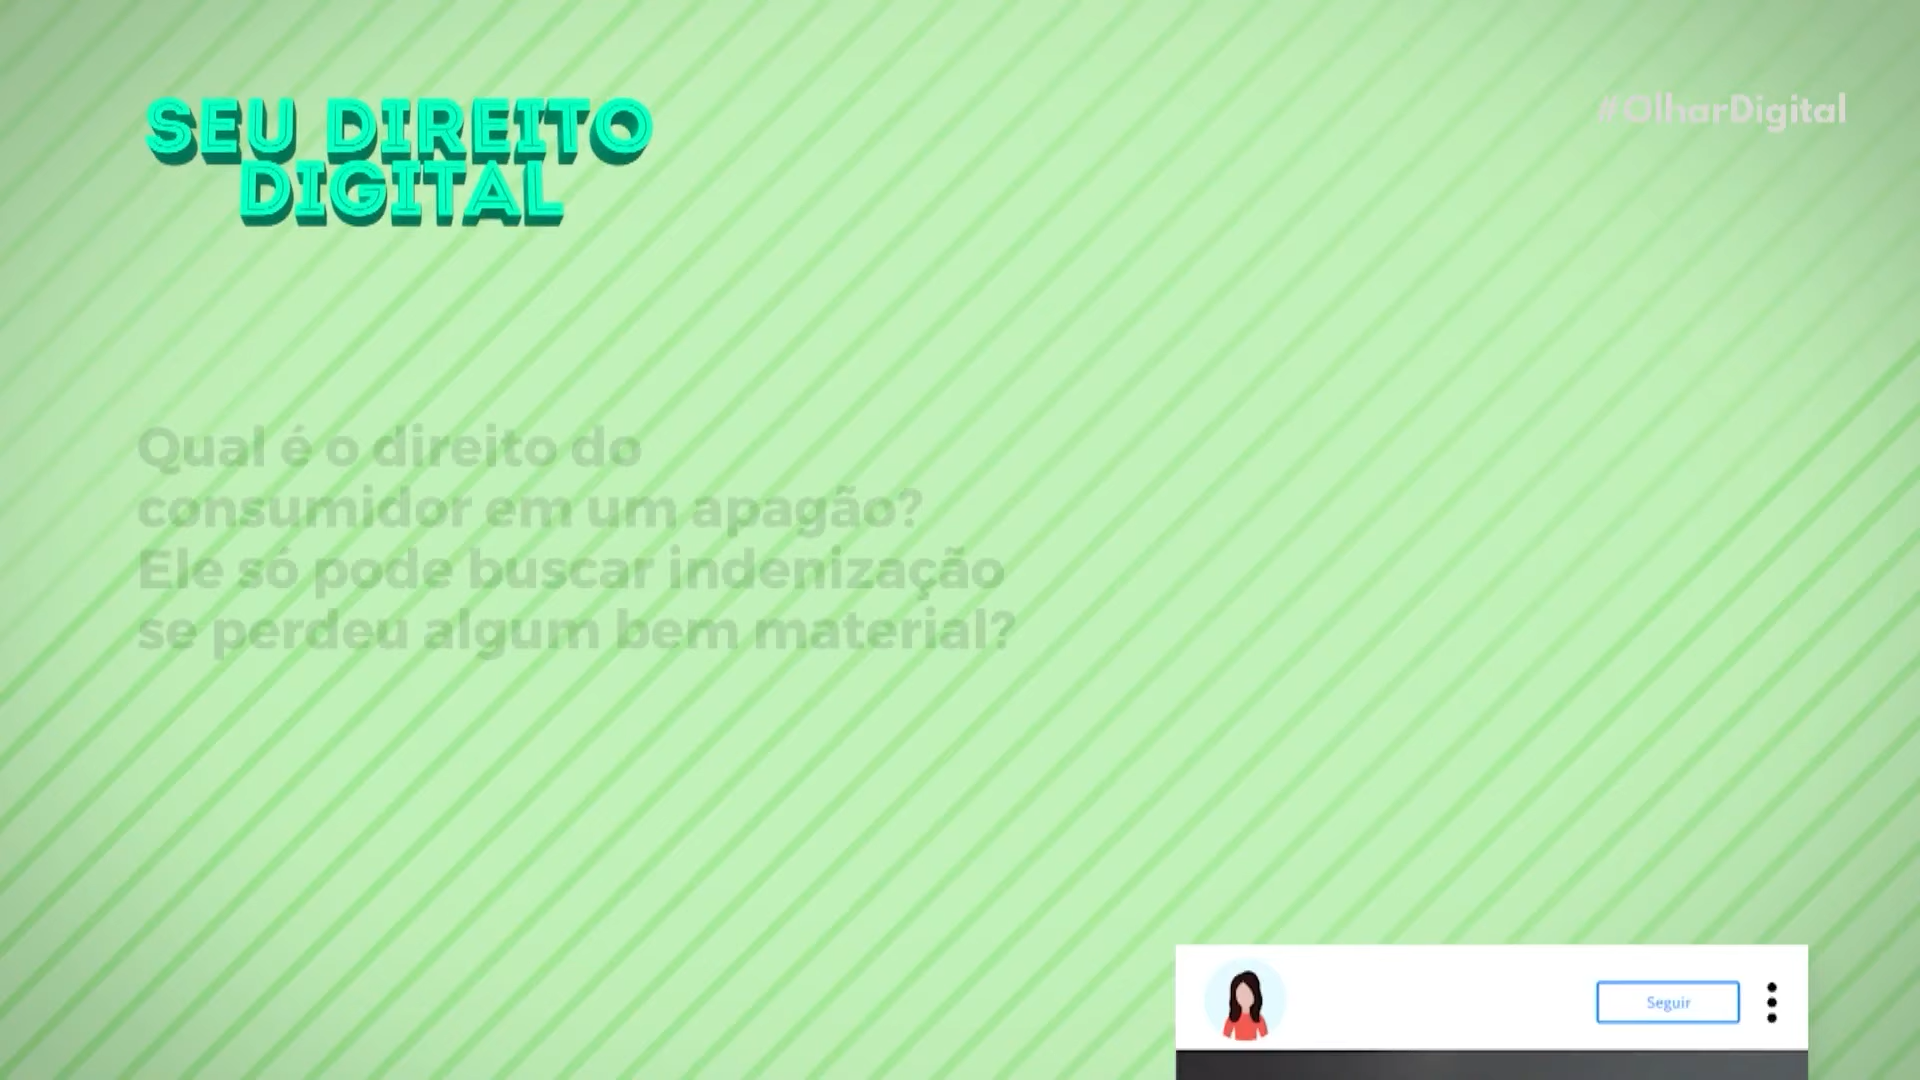 SEU DIREITO
DIGITAL
#OlharDigital
Qual é o direito do
consumidor em um apagão?
Ele só pode buscar indenização
se perdeu algum bem material?
Seguir